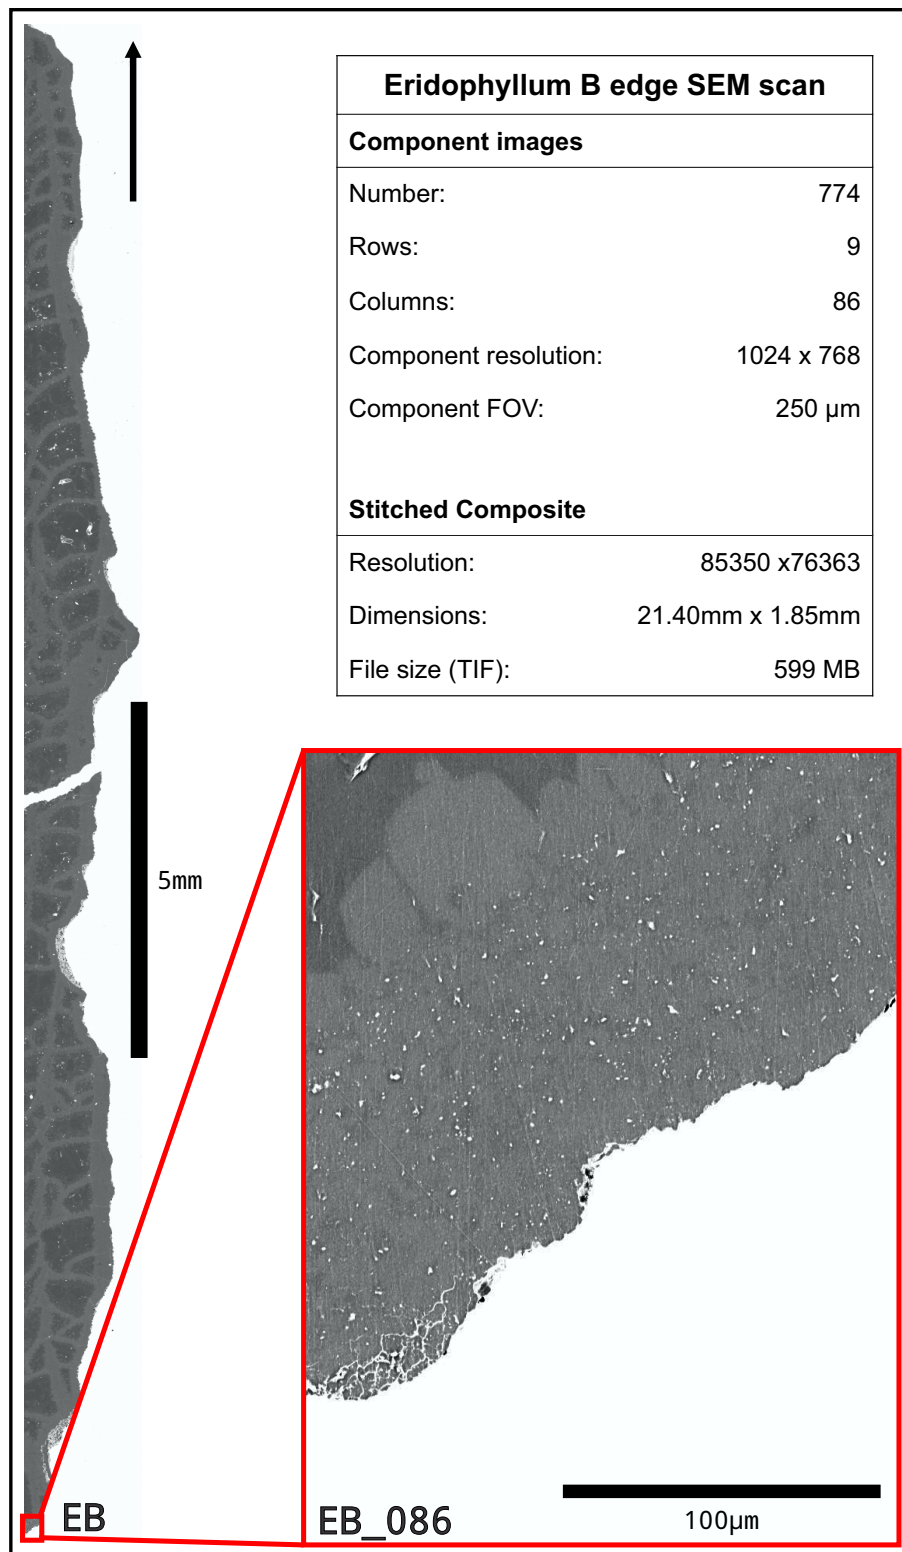 Eridophyllum B edge SEM scan
Component images
Number: 774
Rows: 9
Columns: 86
Component resolution: 1024 x 768
Component FOV: 250 µm
Stitched Composite
Resolution: 85350 x76363
Dimensions: 21.40mm x 1.85mm
File size (TIF): 599 MB
5mm
EB
EB_086
100µm